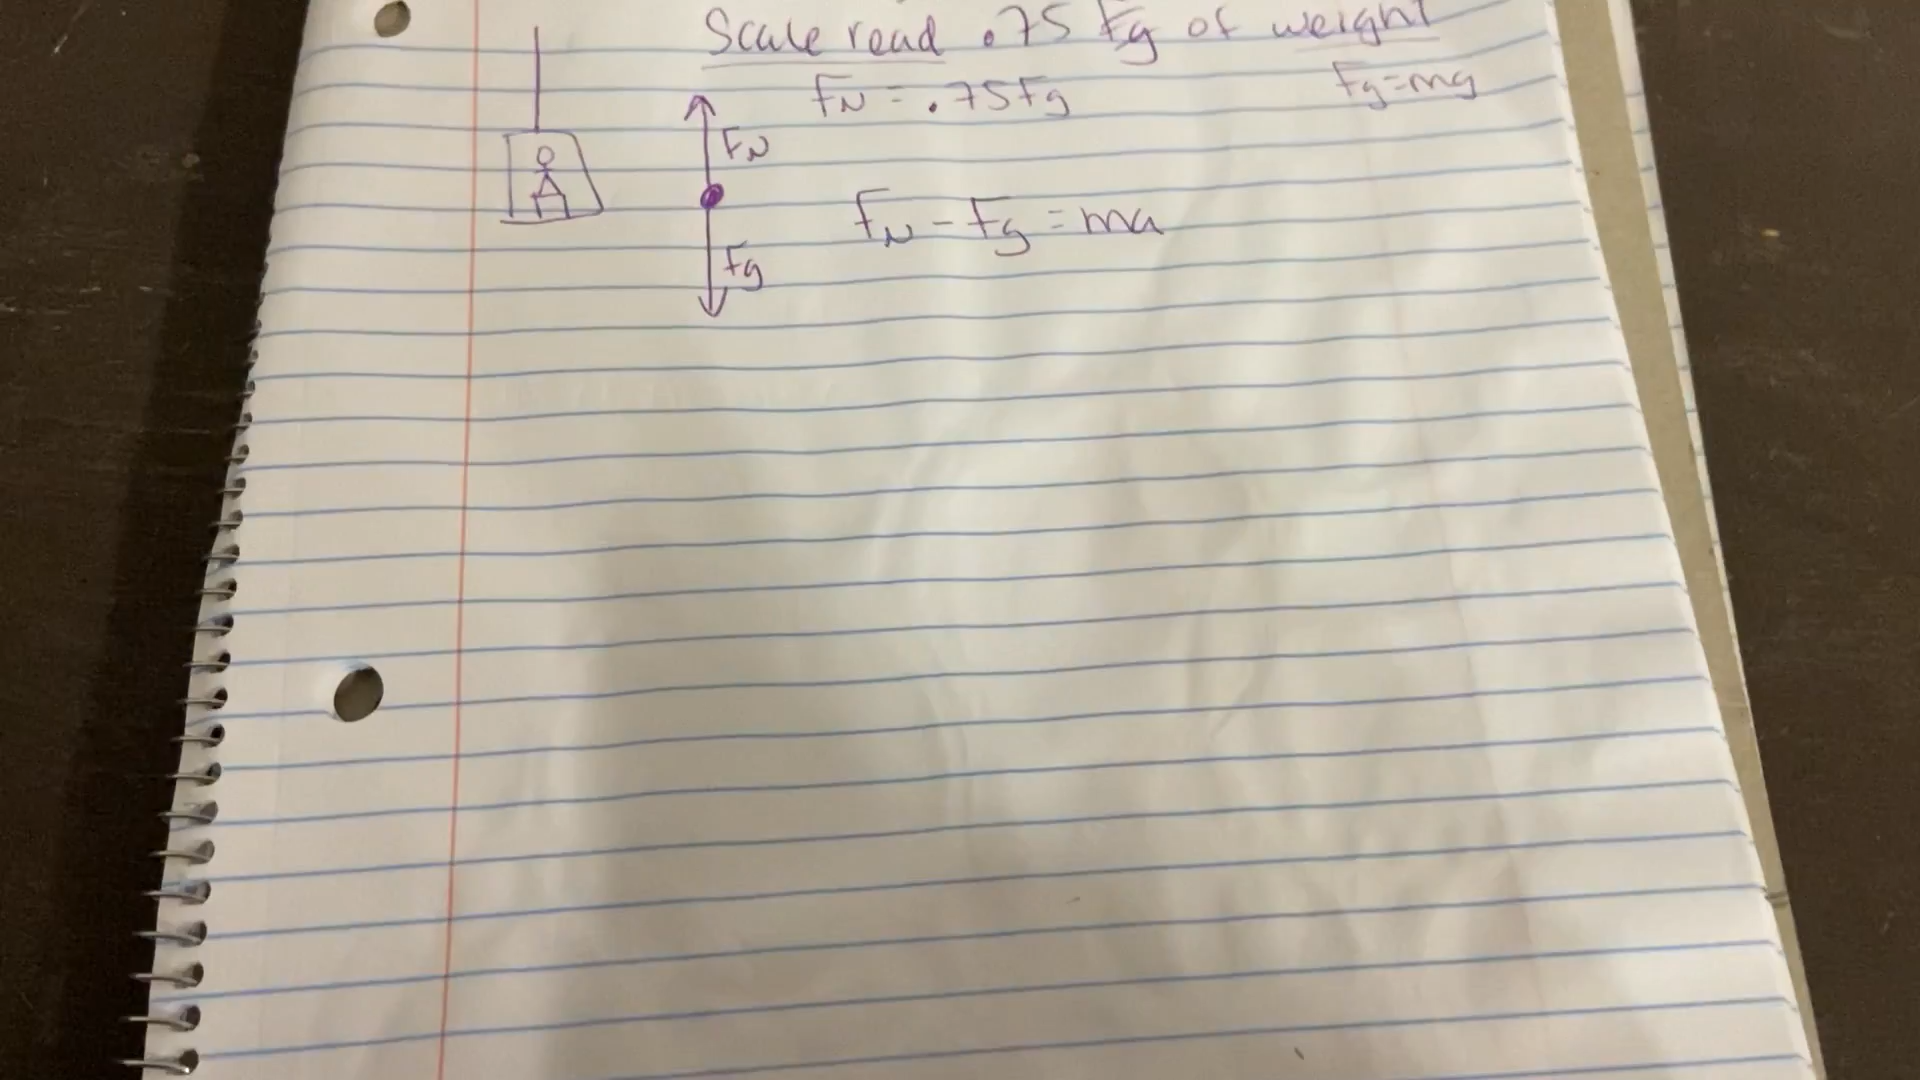 Scale read .75 Fg of weight
FN = .75Fg
Fg=mg
FN
FN - Fg = ma
Fg